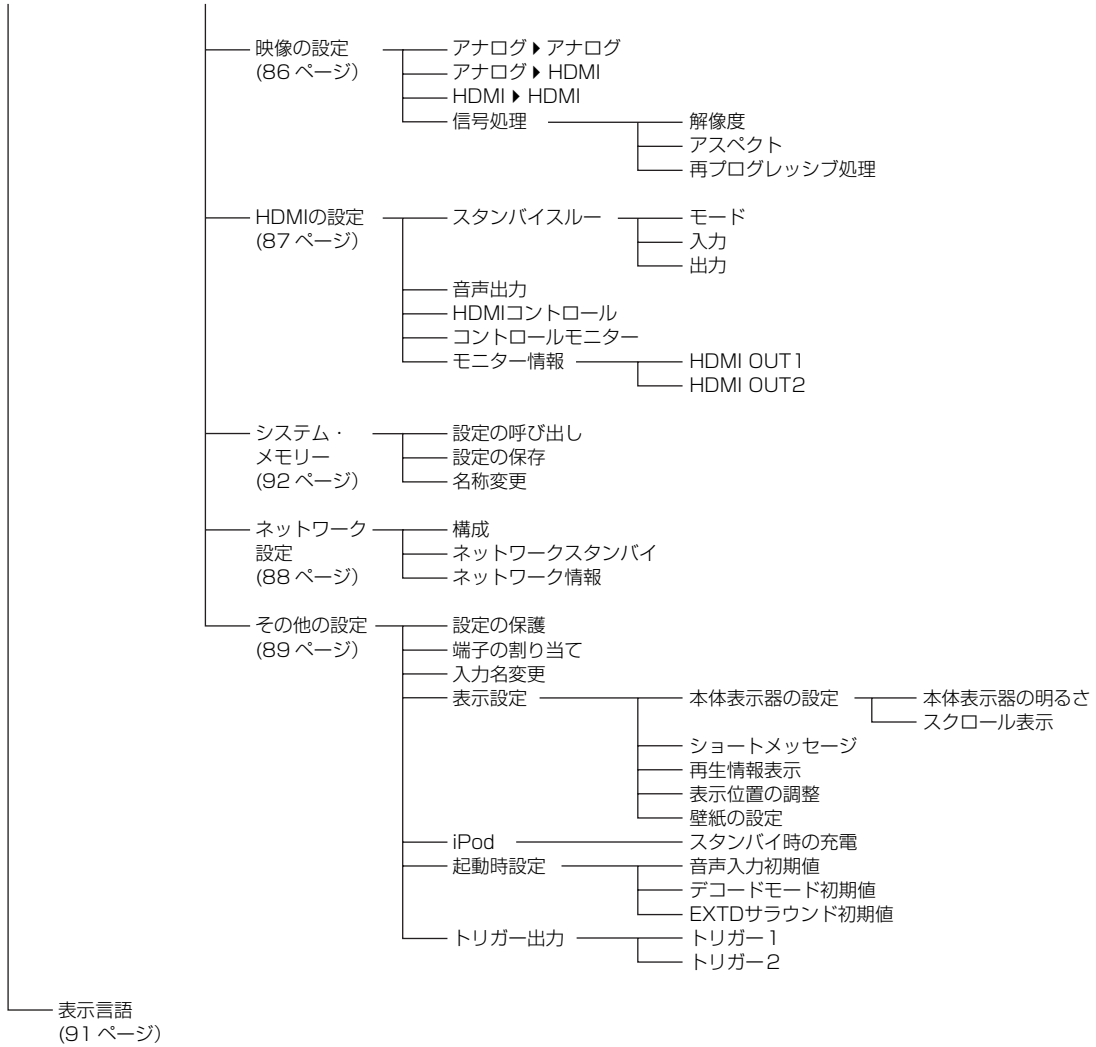 映像の設定
(86 ページ)
アナログ▶アナログ
アナログ▶HDMI
HDMI▶HDMI
信号処理
解像度
アスペクト
再プログレッシブ処理
HDMIの設定
(87 ページ)
スタンバイスルー
モード
入力
出力
音声出力
HDMIコントロール
コントロールモニター
モニター情報
HDMI OUT1
HDMI OUT2
システム・
メモリー
(92 ページ)
設定の呼び出し
設定の保存
名称変更
ネットワーク
設定
(88 ページ)
構成
ネットワークスタンバイ
ネットワーク情報
その他の設定
(89 ページ)
設定の保護
端子の割り当て
入力名変更
表示設定
本体表示器の設定
本体表示器の明るさ
スクロール表示
ショートメッセージ
再生情報表示
表示位置の調整
壁紙の設定
iPod
スタンバイ時の充電
起動時設定
音声入力初期値
デコードモード初期値
EXTDサラウンド初期値
トリガー出力
トリガー1
トリガー2
表示言語
(91 ページ)